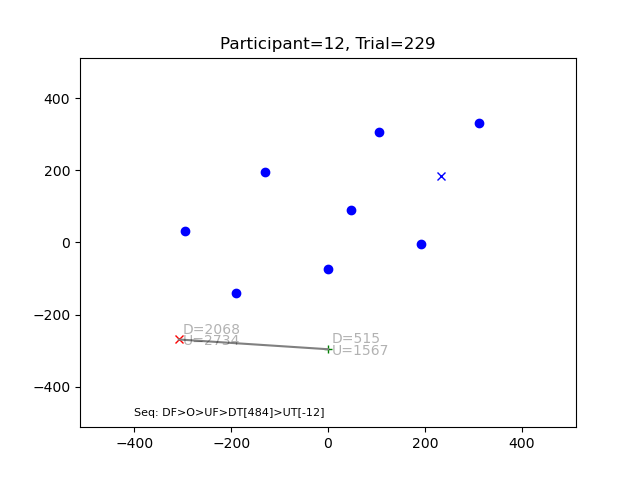 Participant=12, Trial=229
400
200
0
−200
−400
D=2068
U=2734
D=515
U=1567
Seq: DF>O>UF>DT[484]>UT[-12]
−400
−200
0
200
400